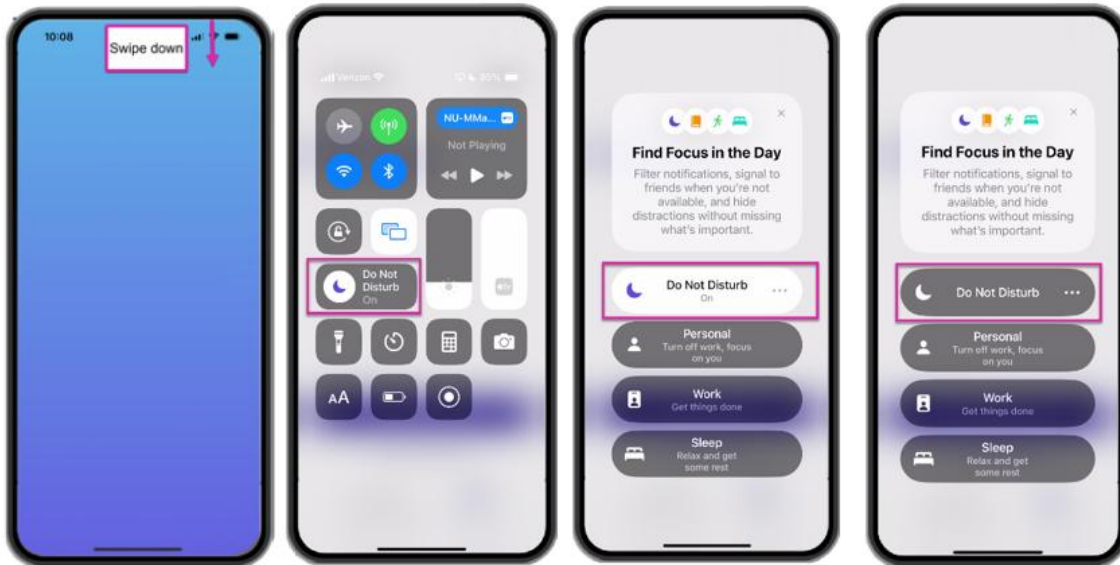 10:08
Swipe down
Verizon
85%
NU-MMa...
Not Playing
Do Not
Disturb
On
AA
Find Focus in the Day
Filter notifications, signal to
friends when you're not
available, and hide
distractions without missing
what's important.
Do Not Disturb
On
Personal
Turn off work, focus
on you
Work
Get things done
Sleep
Relax and get
some rest
Find Focus in the Day
Filter notifications, signal to
friends when you're not
available, and hide
distractions without missing
what's important.
Do Not Disturb
Personal
Turn off work, focus
on you
Work
Get things done
Sleep
Relax and get
some rest